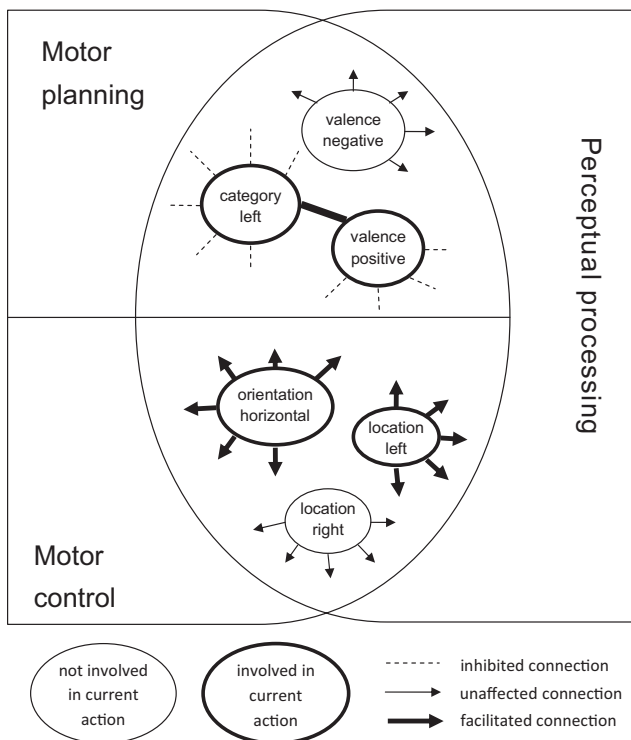 Motor
planning
valence
negative
category
left
valence
positive
Perceptual processing
orientation
horizontal
location
left
location
right
Motor
control
not involved
in current
action
involved in
current
action
inhibited connection
unaffected connection
facilitated connection